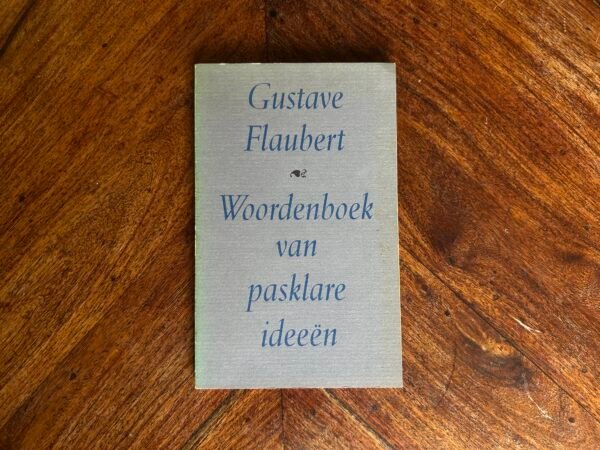 Gustave
Flaubert
Woordenboek
van
pasklare
ideeën